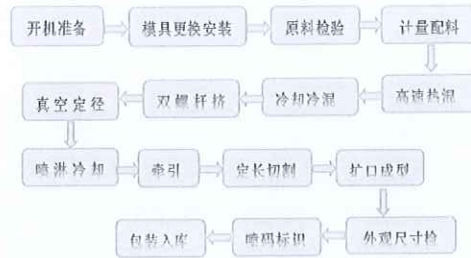 开机准备
模具更换安装
原料检验
计量配料
高速热混
冷却冷混
双螺杆挤
真空定径
喷淋冷却
牵引
定长切割
扩口成型
外观尺寸检
喷码标识
包装入库